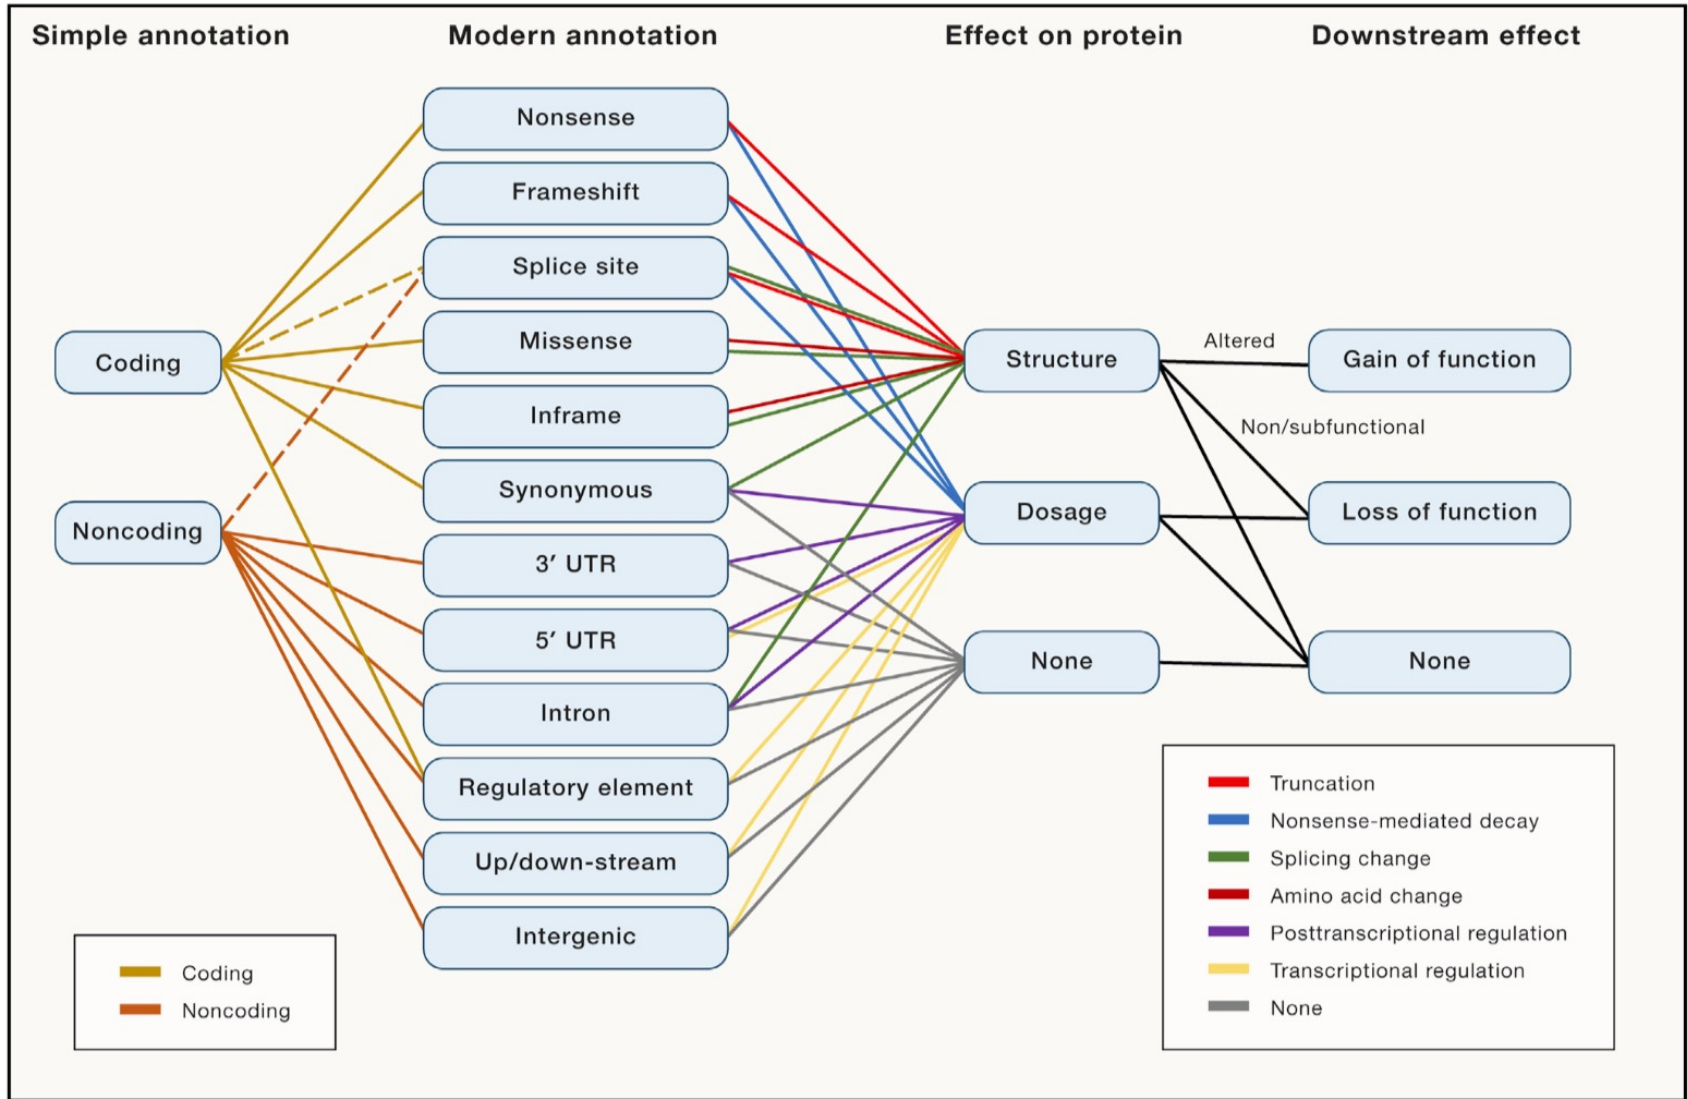 Simple annotation
Modern annotation
Effect on protein
Downstream effect
Coding
Noncoding
Nonsense
Frameshift
Splice site
Missense
Inframe
Synonymous
3′ UTR
5′ UTR
Intron
Regulatory element
Up/down-stream
Intergenic
Structure
Dosage
None
Altered
Non/subfunctional
Gain of function
Loss of function
None
Coding
Noncoding
Truncation
Nonsense-mediated decay
Splicing change
Amino acid change
Posttranscriptional regulation
Transcriptional regulation
None